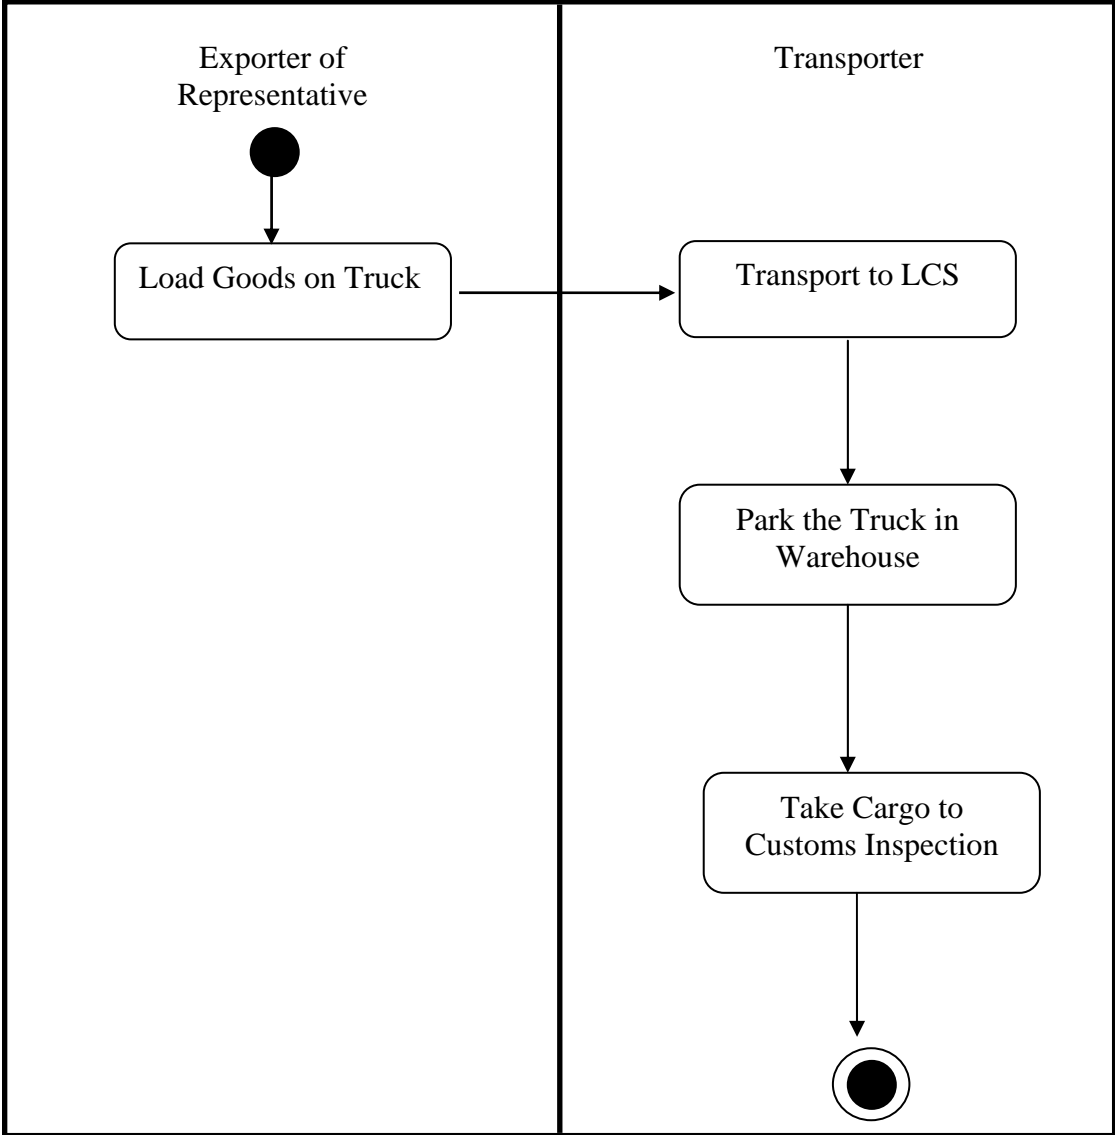 Exporter of
Representative
Transporter
Load Goods on Truck
Transport to LCS
Park the Truck in
Warehouse
Take Cargo to
Customs Inspection